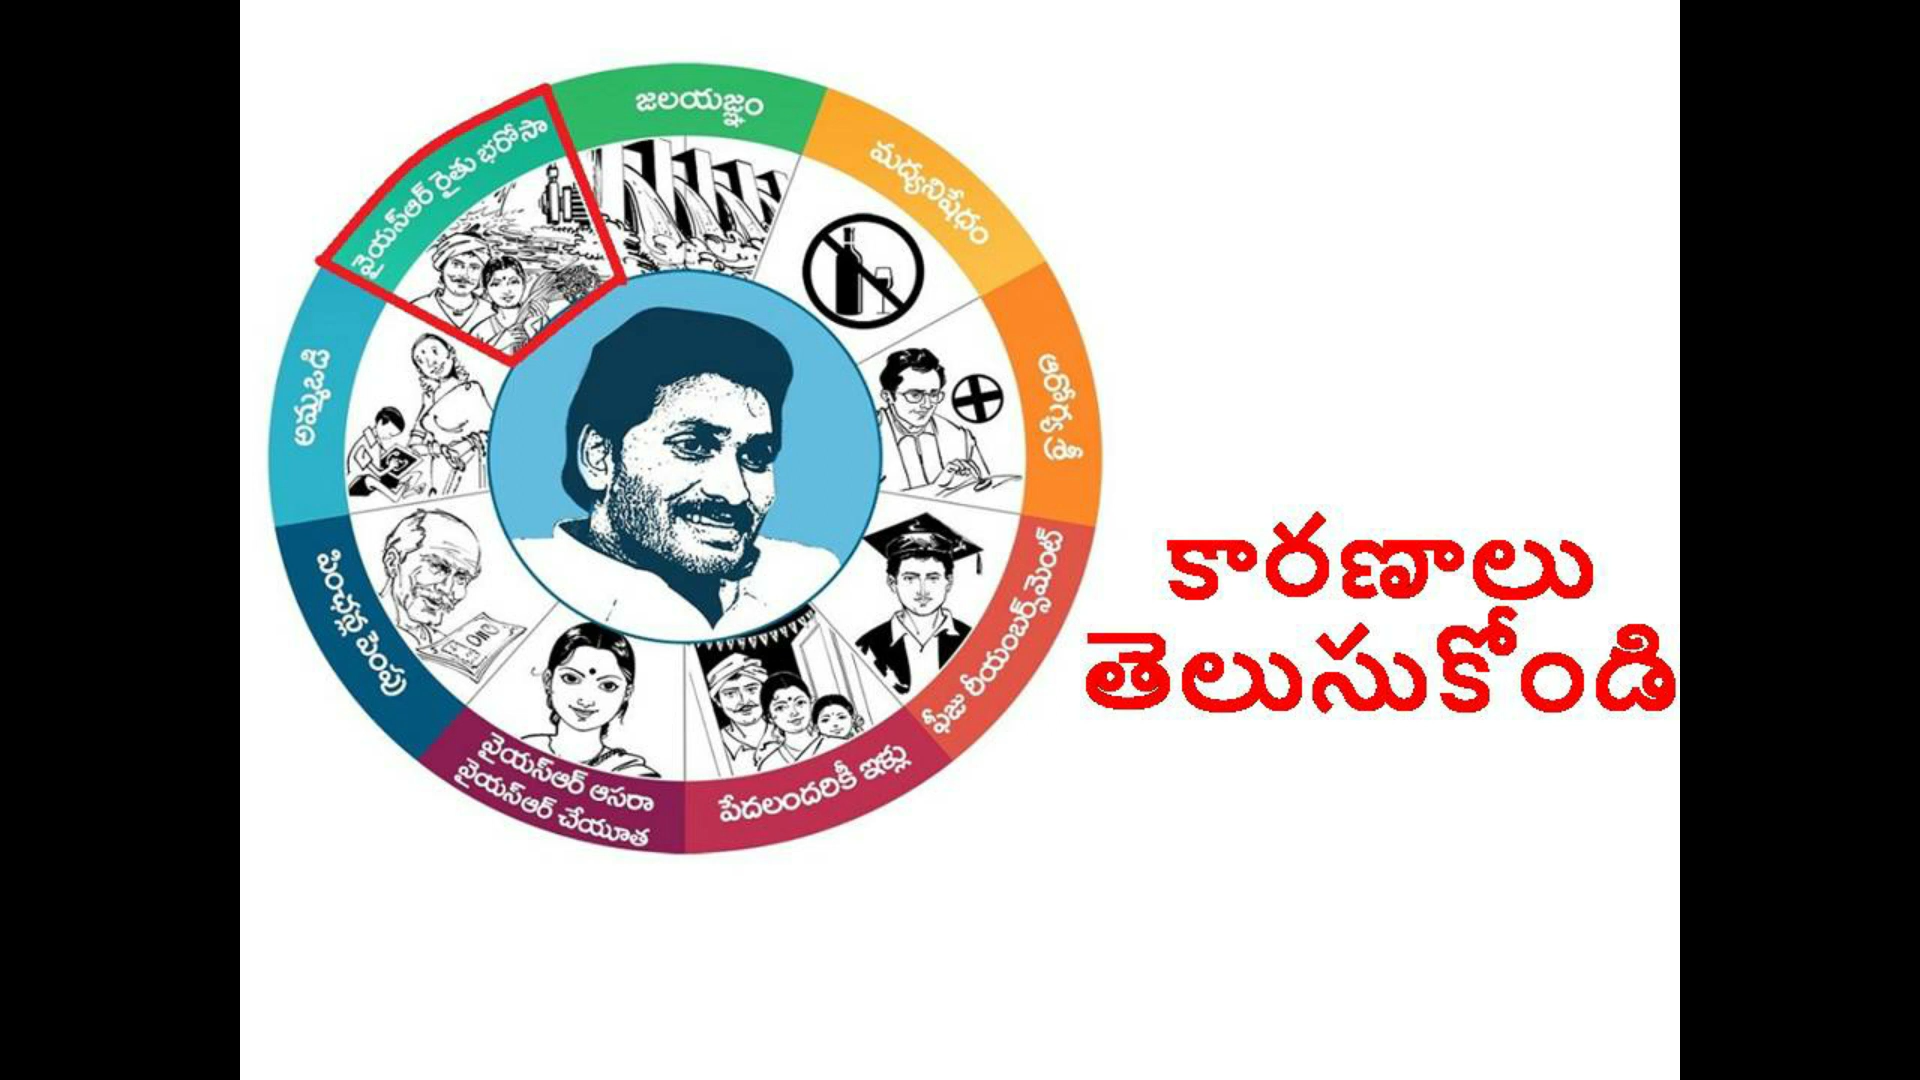 జలయజ్ఞం
మద్యనిషేధం
ఆరోగ్య శ్రీ
ఫీజు రీయంబర్స్‌మెంట్
పేదలందరికీ ఇళ్లు
వైయస్ఆర్ ఆసరా
వైయస్ఆర్ చేయూత
పింఛన్ల పెంపు
అమ్మఒడి
వైయస్ఆర్ రైతు భరోసా
కారణాలు
తెలుసుకోండి